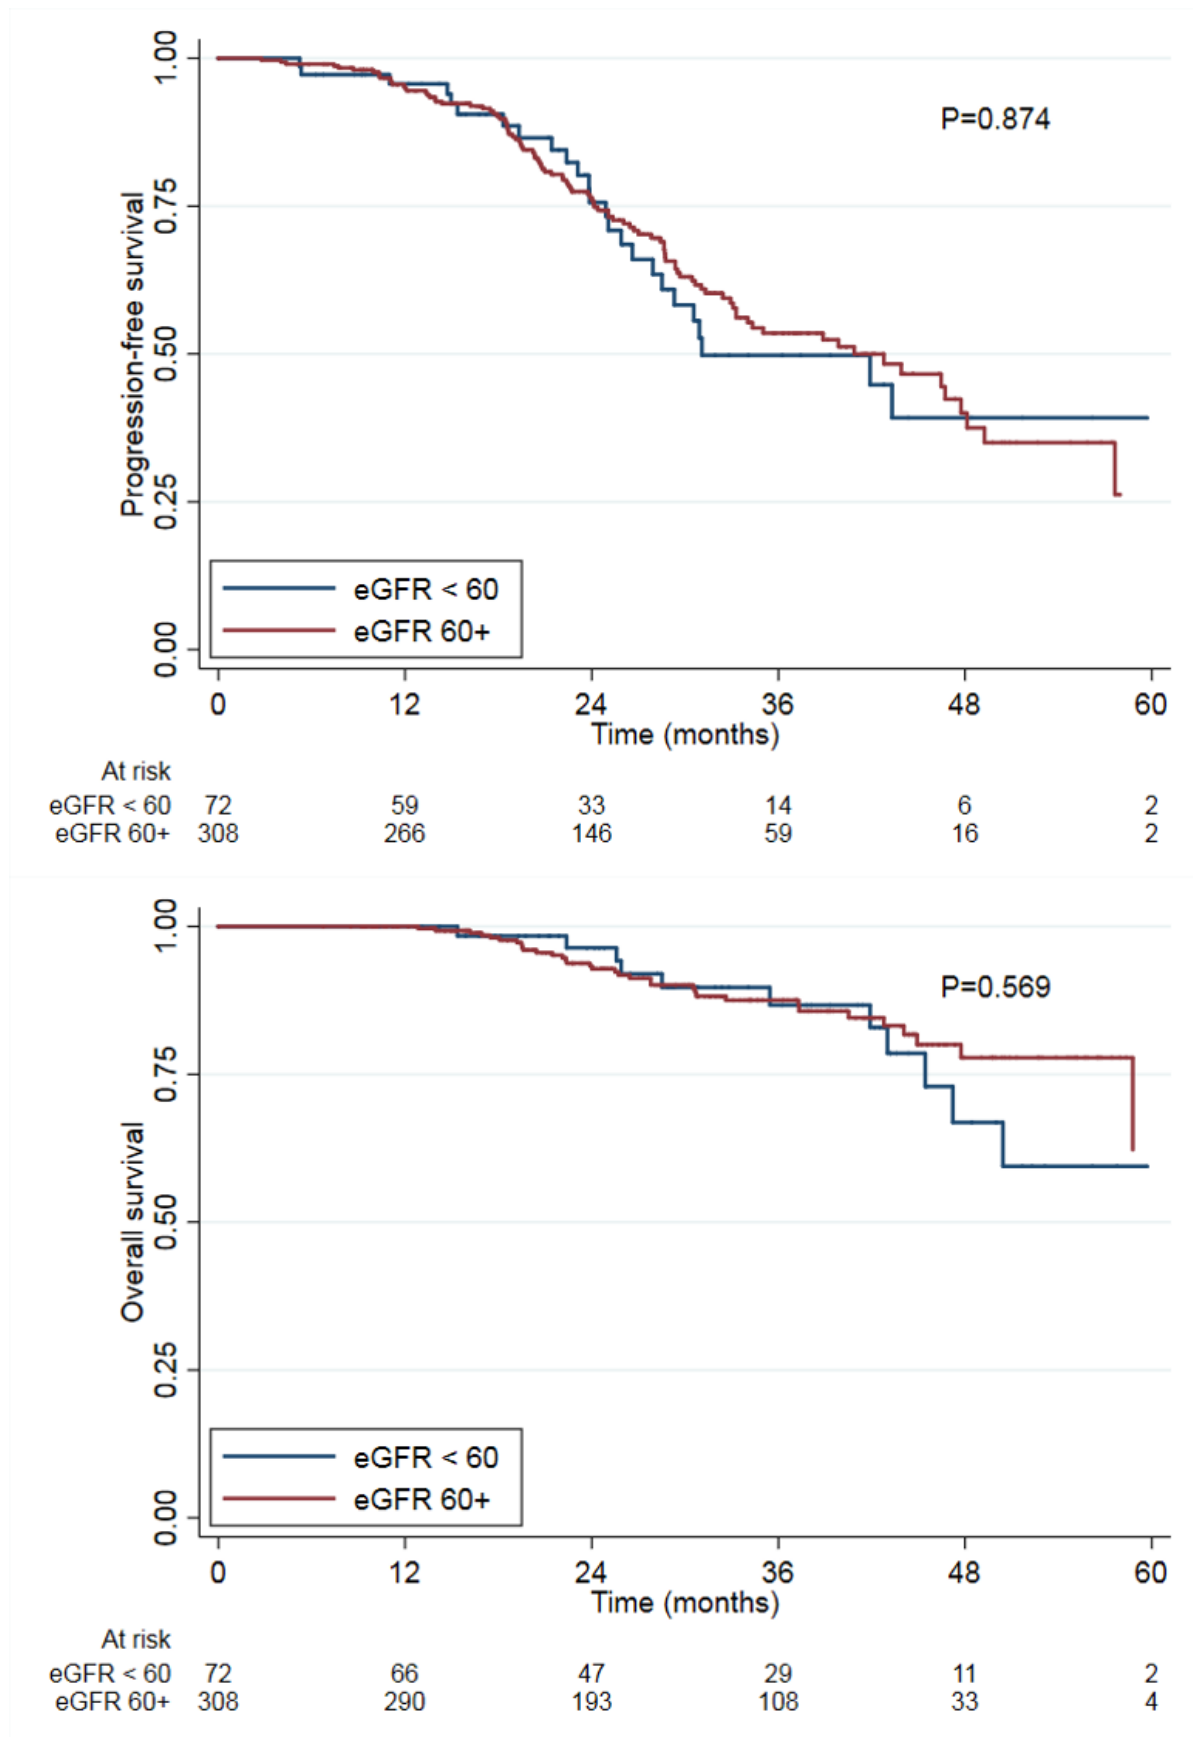 1.00
0.75
0.50
0.25
0.00
Progression-free survival
P=0.874
eGFR < 60
eGFR 60+
0 12 24 36 48 60
Time (months)
At risk
eGFR < 60 72 59 33 14 6 2
eGFR 60+ 308 266 146 59 16 2
1.00
0.75
0.50
0.25
0.00
Overall survival
P=0.569
eGFR < 60
eGFR 60+
0 12 24 36 48 60
Time (months)
At risk
eGFR < 60 72 66 47 29 11 2
eGFR 60+ 308 290 193 108 33 4